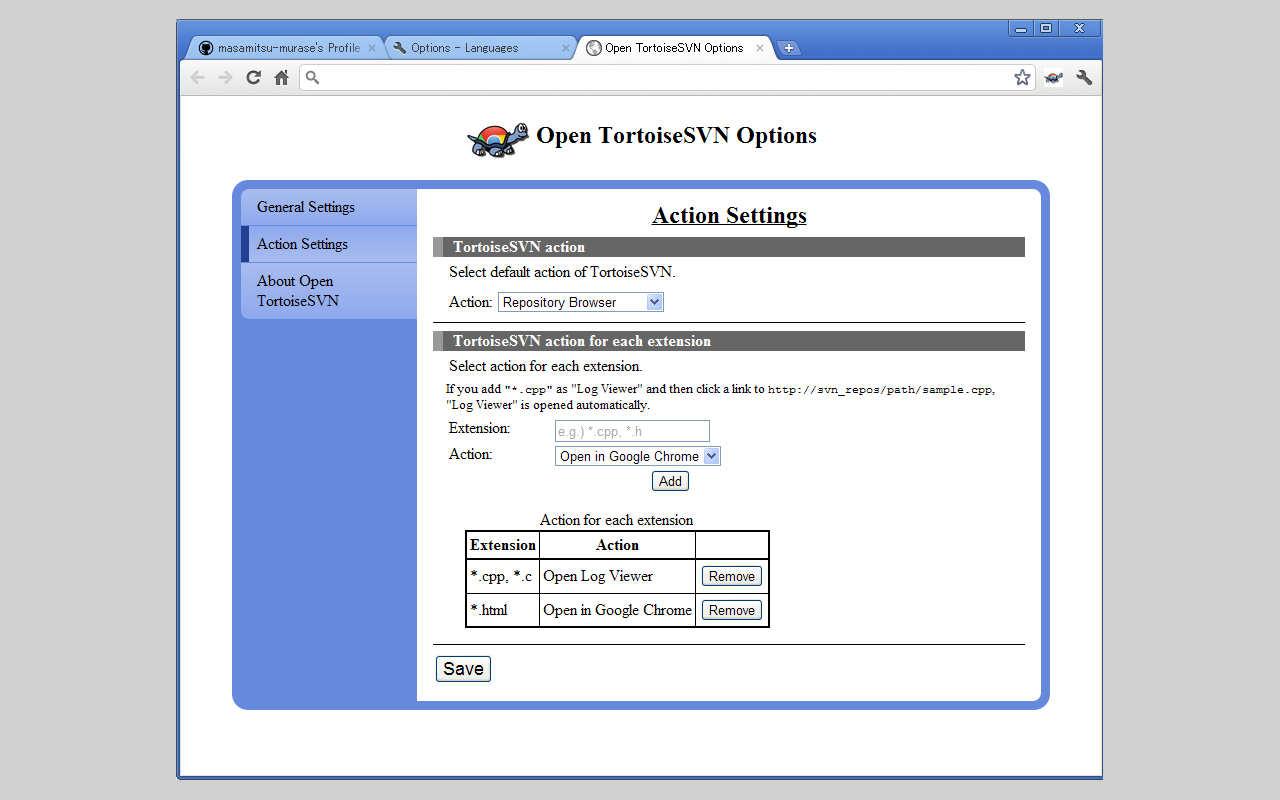 masamitsu-murase's Profile
Options - Languages
Open TortoiseSVN Options
Open TortoiseSVN Options
General Settings
Action Settings
About Open
TortoiseSVN
Action Settings
TortoiseSVN action
Select default action of TortoiseSVN.
Action: Repository Browser
TortoiseSVN action for each extension
Select action for each extension.
If you add "*.cpp" as "Log Viewer" and then click a link to http://svn_repos/path/sample.cpp,
"Log Viewer" is opened automatically.
Extension: e.g.) *.cpp, *.h
Action: Open in Google Chrome
Add
Action for each extension
Extension Action
*.cpp, *.c Open Log Viewer Remove
*.html Open in Google Chrome Remove
Save